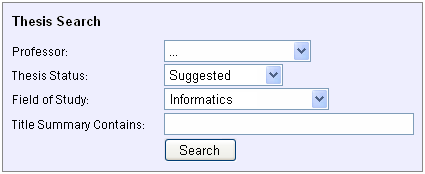 Thesis Search
Professor: ...
Thesis Status: Suggested
Field of Study: Informatics
Title Summary Contains:
Search